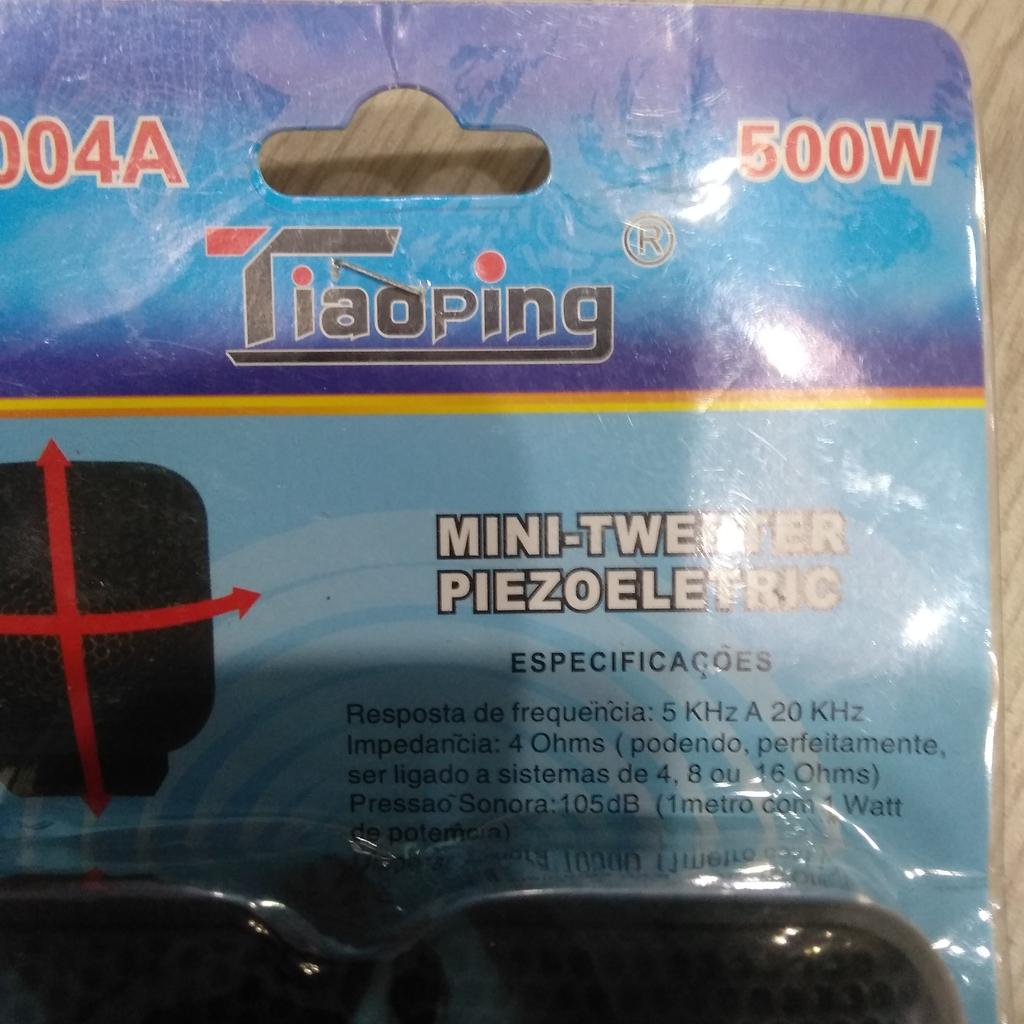 004A
500W
Tiaoping ®
MINI-TWEETER
PIEZOELETRIC
ESPECIFICAÇÕES
Resposta de frequencia: 5 KHz A 20 KHz
Impedancia: 4 Ohms ( podendo, perfeitamente,
ser ligado a sistemas de 4, 8 ou 16 Ohms)
Pressao Sonora:105dB (1metro com 1 Watt
de potemcia)